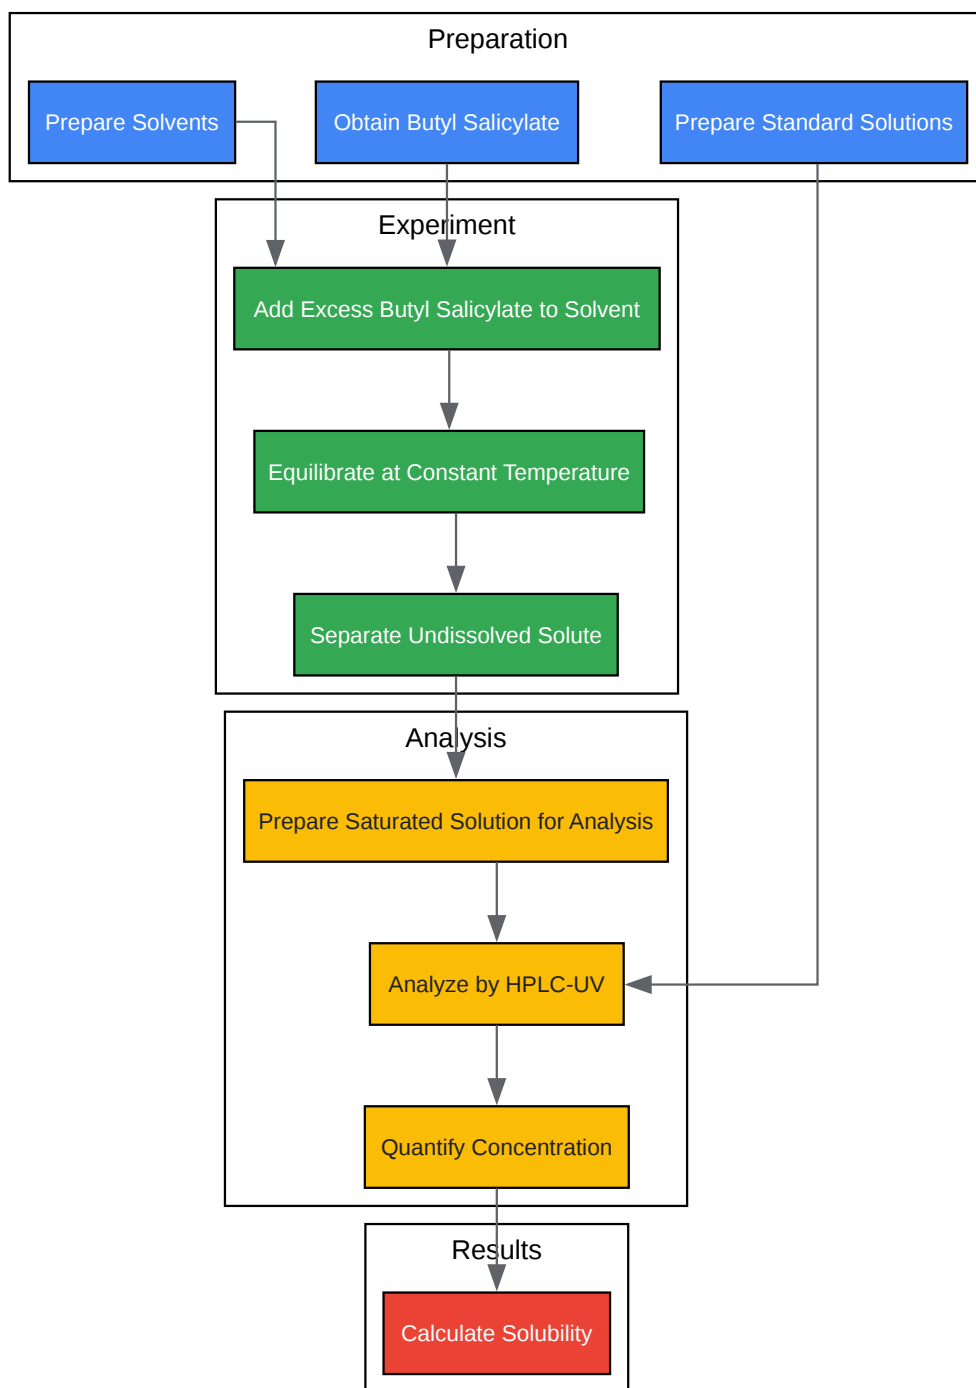 Preparation
Prepare Solvents
Obtain Butyl Salicylate
Prepare Standard Solutions
Experiment
Add Excess Butyl Salicylate to Solvent
Equilibrate at Constant Temperature
Separate Undissolved Solute
Analysis
Prepare Saturated Solution for Analysis
Analyze by HPLC-UV
Quantify Concentration
Results
Calculate Solubility